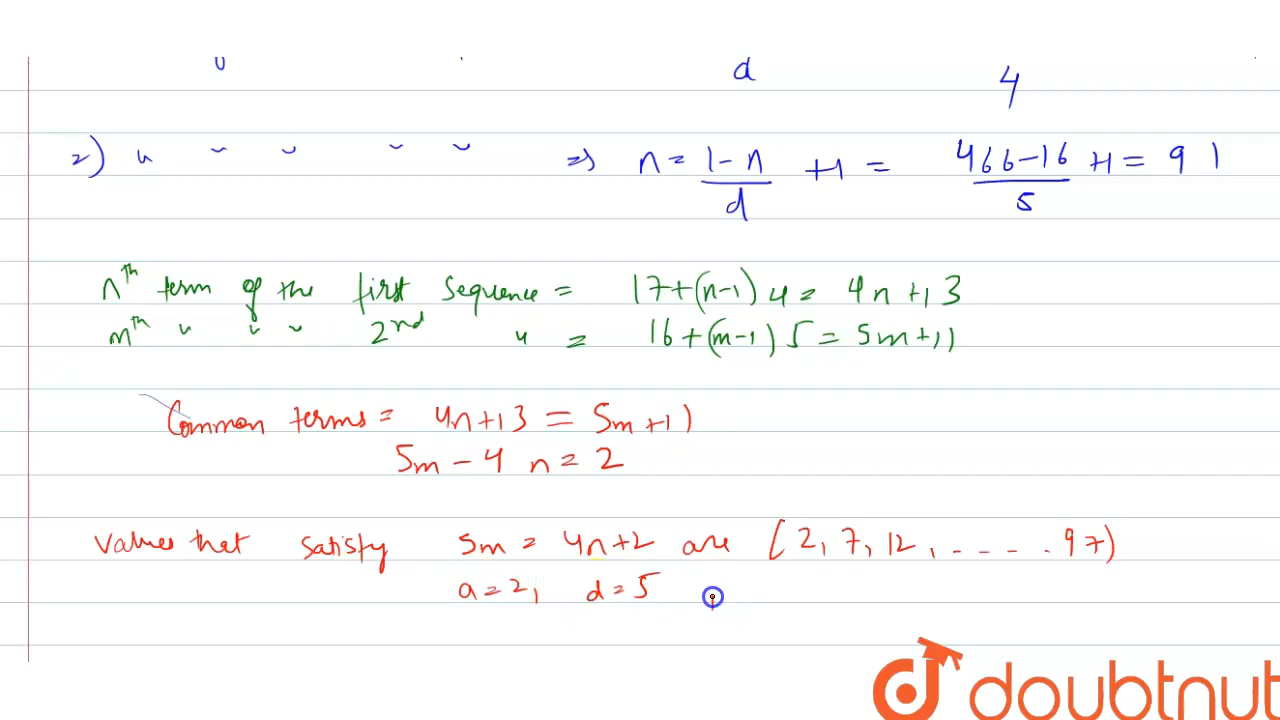 d 4
2) " " " " " ⇒ n = 1-n/d + 1 = 466-16/5 + 1 = 91
nth term of the first sequence = 17+(n-1)4 = 4n+13
mth " " " 2nd " = 16+(m-1)5 = 5m+11
Common terms = 4n+13 = 5m+11
5m - 4n = 2
Values that satisfy 5m = 4n+2 are [2, 7, 12, ..... 97)
a = 2, d = 5
doubtnut